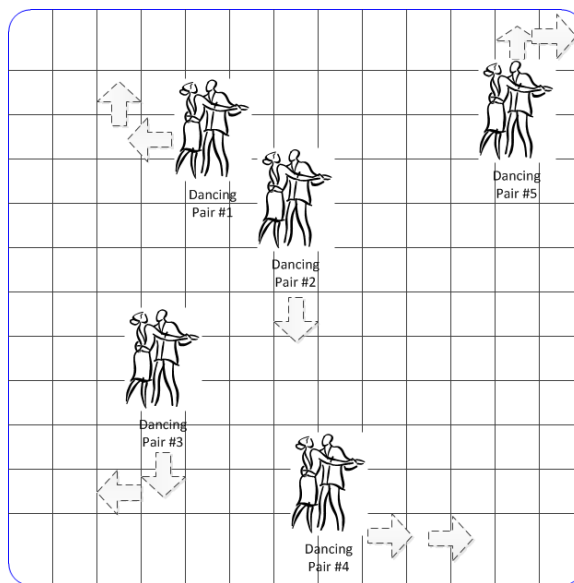 Dancing
Pair #1
Dancing
Pair #5
Dancing
Pair #2
Dancing
Pair #3
Dancing
Pair #4